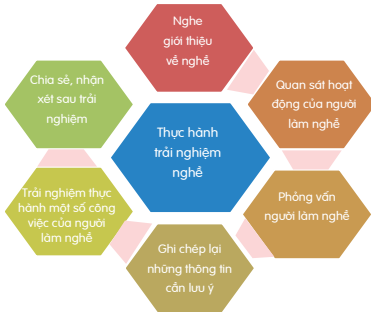 Nghe
giới thiệu
về nghề
Chia sẻ, nhận
xét sau trải
nghiệm
Quan sát hoạt
động của người
làm nghề
Thực hành
trải nghiệm
nghề
Trải nghiệm thực
hành một số công
việc của người
làm nghề
Phỏng vấn
người làm nghề
Ghi chép lại
những thông tin
cần lưu ý